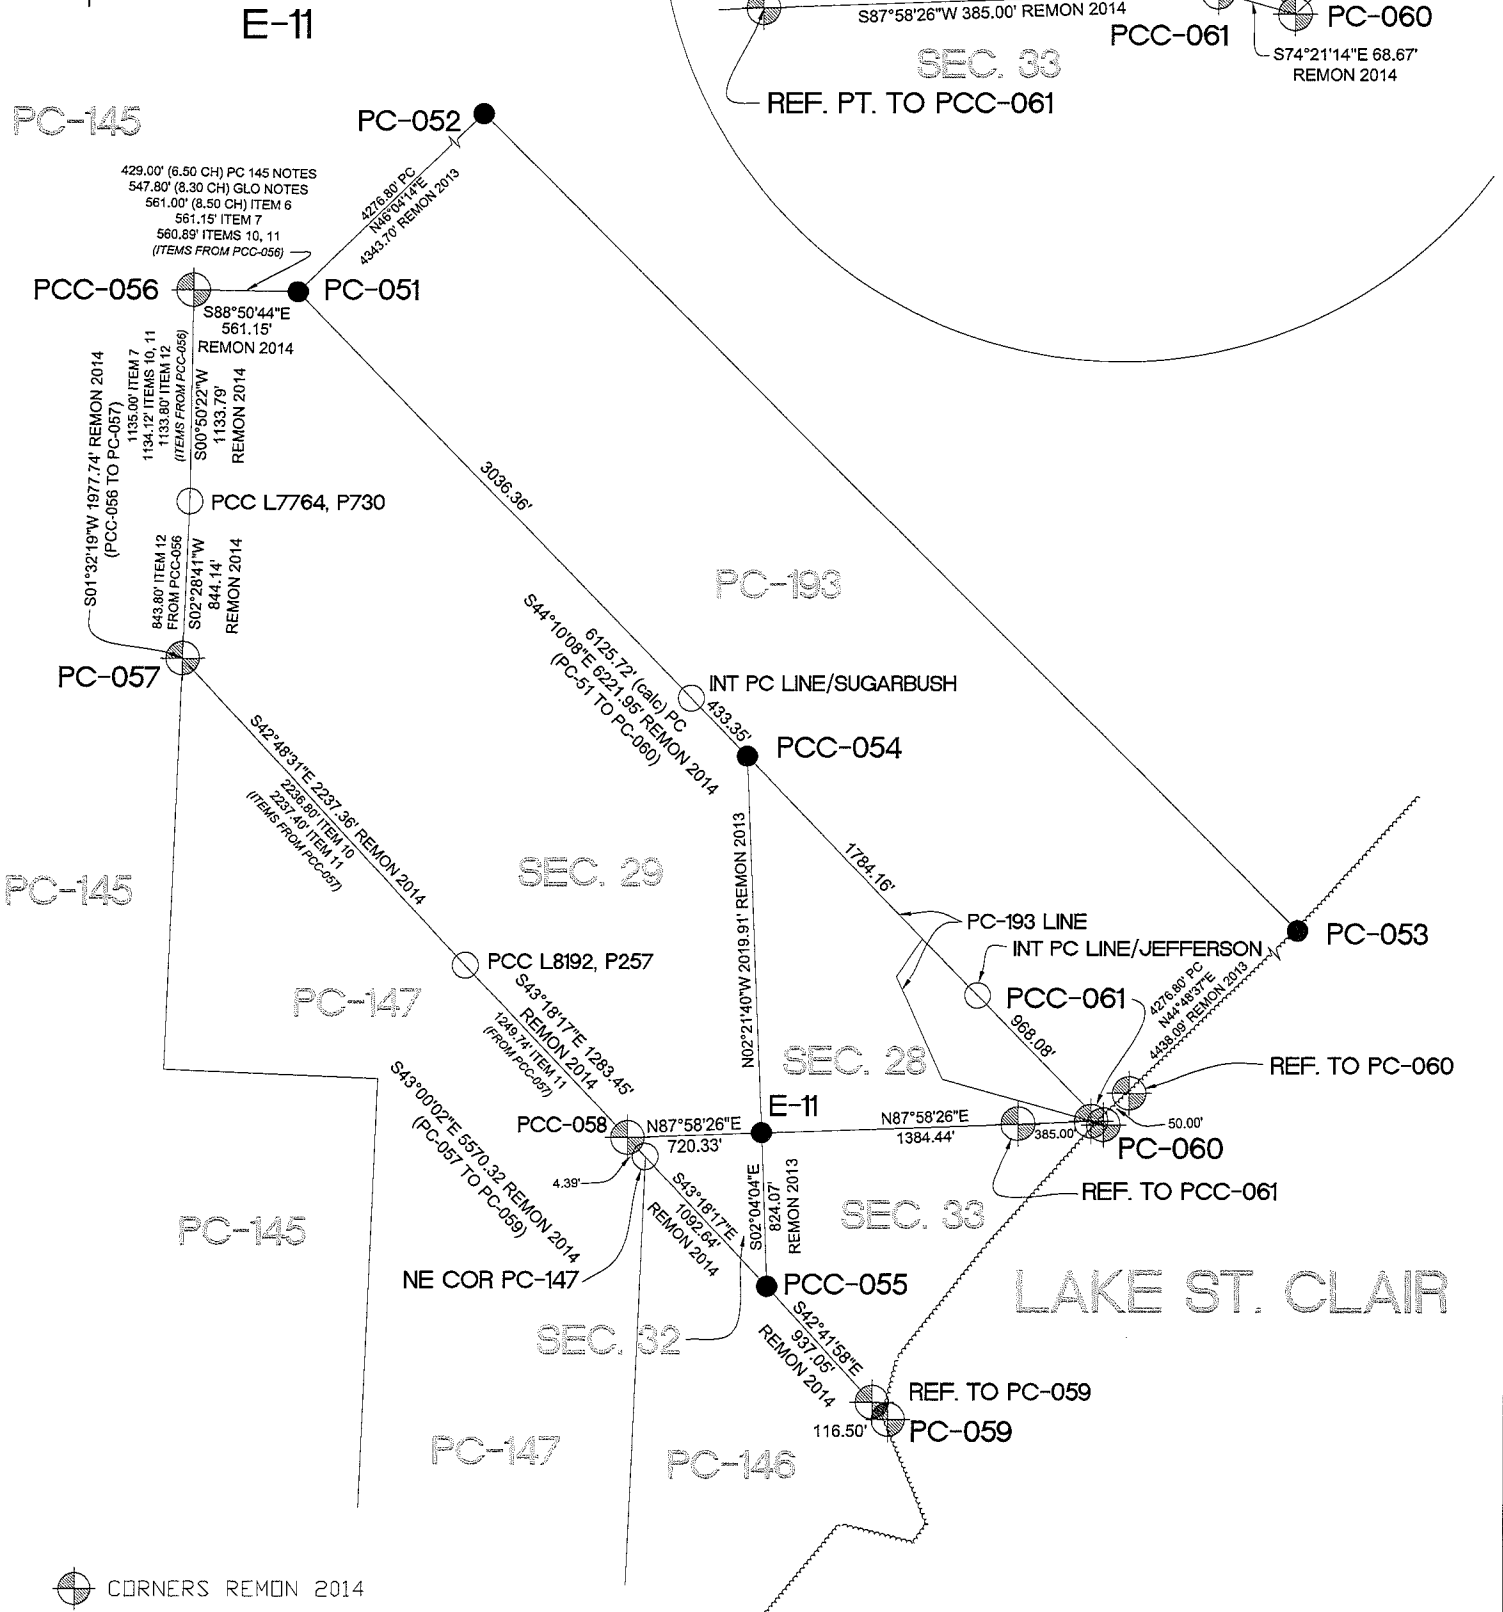 E-11
S87°58'26"W 385.00' REMON 2014
PCC-061
PC-060
S74°21'14"E 68.67'
REMON 2014
SEC. 33
REF. PT. TO PCC-061
PC-145
PC-052
429.00' (6.50 CH) PC 145 NOTES
547.80' (8.30 CH) GLO NOTES
561.00' (8.50 CH) ITEM 6
561.15' ITEM 7
560.89' ITEMS 10, 11
(ITEMS FROM PCC-056)
4276.80' PC
N46°04'14"E
4343.70' REMON 2013
PCC-056
PC-051
S88°50'44"E
561.15'
REMON 2014
S01°32'19"W 1977.74' REMON 2014
(PCC-056 TO PC-057)
1135.00' ITEM 7
1134.12' ITEMS 10, 11
1133.80' ITEM 12
(ITEMS FROM PCC-056)
S00°50'22"W
1133.79'
REMON 2014
PCC L7764, P730
843.80' ITEM 12
FROM PCC-056
S02°28'41"W
844.14'
REMON 2014
PC-057
3036.36'
PC-193
S44°10'08"E 6221.95' REMON 2014
6125.72' (calc) PC
(PC-51 TO PC-060)
INT PC LINE/SUGARBUSH
433.35'
PCC-054
S42°48'31"E 2237.36' REMON 2014
2236.80' ITEM 10
2237.40' ITEM 11
(ITEMS FROM PCC-057)
SEC. 29
N02°21'40"W 2019.91' REMON 2013
1784.16'
PC-145
PC-193 LINE
INT PC LINE/JEFFERSON
PC-053
PCC L8192, P257
PC-147
S43°18'17"E 1283.45'
REMON 2014
1249.74' ITEM 11
(FROM PCC-057)
PCC-061
968.08'
4276.80' PC
N44°48'37"E
4438.09' REMON 2013
SEC. 28
REF. TO PC-060
S43°00'02"E 5570.32 REMON 2014
(PC-057 TO PC-059)
E-11
PCC-058
N87°58'26"E
720.33'
N87°58'26"E
1384.44'
385.00'
50.00'
PC-060
4.39'
REF. TO PCC-061
S43°18'17"E
1092.64'
REMON 2014
S02°04'04"E
824.07'
REMON 2013
SEC. 33
PC-145
NE COR PC-147
PCC-055
LAKE ST. CLAIR
SEC. 32
S42°41'58"E
937.05'
REMON 2014
REF. TO PC-059
116.50'
PC-059
PC-147
PC-146
CORNERS REMON 2014